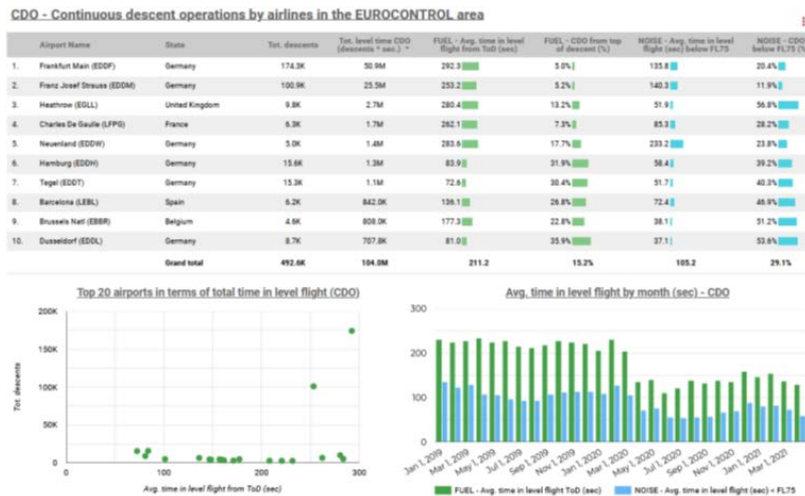 CDO - Continuous descent operations by airlines in the EUROCONTROL area
Airport Name State Tot. descents Tot. level time CDO (descents * sec.) FUEL - Avg. time in level flight from ToD (sec) FUEL - CDO from top of descent (%) NOISE - Avg. time in level flight (sec) below FL75 NOISE - CDO below FL75 (%
1. Frankfurt Main (EDDF) Germany 174.3K 50.9M 292.3 5.0% 135.8 20.4%
2. Franz Josef Strauss (EDDM) Germany 100.9K 25.5M 253.2 5.2% 140.3 11.9%
3. Heathrow (EGLL) United Kingdom 9.8K 2.7M 280.4 13.2% 51.9 56.8%
4. Charles De Gaulle (LFPG) France 6.3K 1.7M 262.1 7.3% 85.3 28.2%
5. Neuenland (EDDW) Germany 5.0K 1.4M 283.6 17.7% 233.2 23.8%
6. Hamburg (EDDH) Germany 15.6K 1.3M 83.9 31.9% 58.4 39.2%
7. Tegel (EDDT) Germany 15.3K 1.1M 72.6 30.4% 51.7 40.3%
8. Barcelona (LEBL) Spain 6.2K 842.0K 136.1 26.8% 72.4 46.9%
9. Brussels Natl (EBBR) Belgium 4.6K 808.0K 177.3 22.8% 38.1 51.2%
10. Dusseldorf (EDDL) Germany 8.7K 707.8K 81.0 35.9% 37.1 53.6%
Grand total 492.6K 104.0M 211.2 15.2% 105.2 29.1%
Top 20 airports in terms of total time in level flight (CDO)
200K
150K
100K
50K
0
Tot. descents
0 100 200 300
Avg. time in level flight from ToD (sec)
Avg. time in level flight by month (sec) - CDO
300
200
100
0
Jan 1, 2019 Mar 1, 2019 May 1, 2019 Jul 1, 2019 Sep 1, 2019 Nov 1, 2019 Jan 1, 2020 Mar 1, 2020 May 1, 2020 Jul 1, 2020 Sep 1, 2020 Nov 1, 2020 Jan 1, 2021 Mar 1, 2021
FUEL - Avg. time in level flight ToD (sec) NOISE - Avg. time in level flight (sec) < FL75